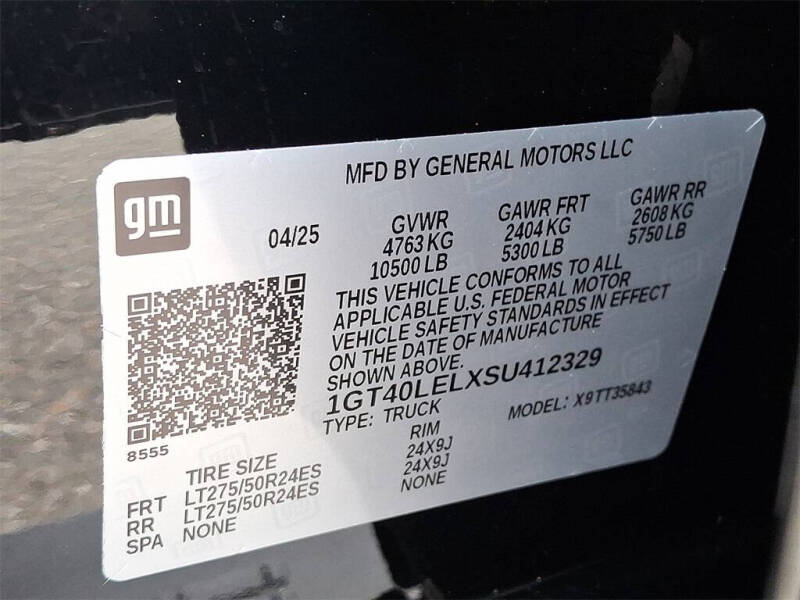 MFD BY GENERAL MOTORS LLC
gm
04/25
GVWR
4763 KG
10500 LB
GAWR FRT
2404 KG
5300 LB
GAWR RR
2608 KG
5750 LB
THIS VEHICLE CONFORMS TO ALL
APPLICABLE U.S. FEDERAL MOTOR
VEHICLE SAFETY STANDARDS IN EFFECT
ON THE DATE OF MANUFACTURE
SHOWN ABOVE.
1GT40LELXSU412329
TYPE: TRUCK
MODEL: X9TT35843
8555
TIRE SIZE
RIM
FRT LT275/50R24ES 24X9J
RR LT275/50R24ES 24X9J
SPA NONE NONE